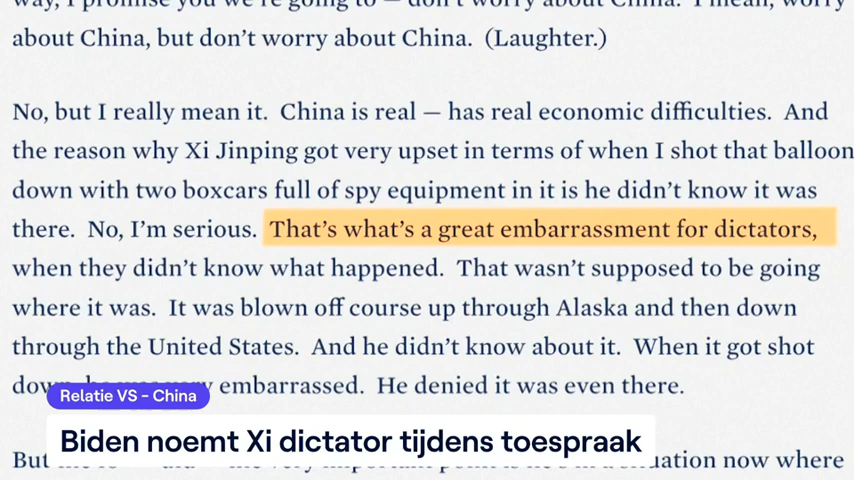 way, I promise you we're going to — don't worry about China. I mean, worry
about China, but don't worry about China. (Laughter.)
No, but I really mean it. China is real — has real economic difficulties. And
the reason why Xi Jinping got very upset in terms of when I shot that balloon
down with two boxcars full of spy equipment in it is he didn't know it was
there. No, I'm serious. That's what's a great embarrassment for dictators,
when they didn't know what happened. That wasn't supposed to be going
where it was. It was blown off course up through Alaska and then down
through the United States. And he didn't know about it. When it got shot
embarrassed. He denied it was even there.
Relatie VS - China
Biden noemt Xi dictator tijdens toespraak
But now where